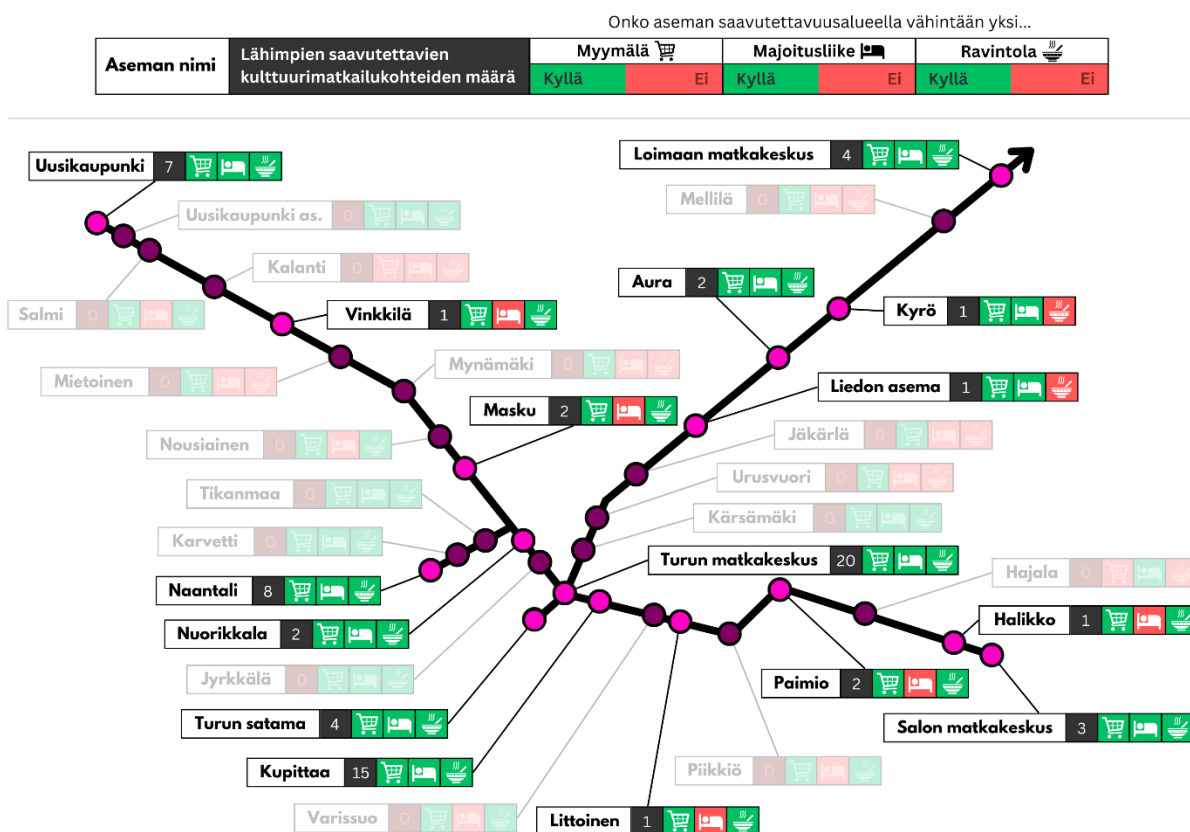 Onko aseman saavutettavuusalueella vähintään yksi...
Aseman nimi
Lähimpien saavutettavien
kulttuurimatkailukohteiden määrä
Myymälä
Majoitusliike
Ravintola
Kyllä Ei
Kyllä Ei
Kyllä Ei
Uusikaupunki 7
Loimaan matkakeskus 4
Mellilä 0
Uusikaupunki as. 0
Kalanti 0
Aura 2
Salmi 0
Vinkkilä 1
Kyrö 1
Mynämäki 0
Mietoinen 0
Liedon asema 1
Masku 2
Jäkärlä 0
Nousiainen 0
Urusvuori 0
Tikanmaa 0
Kärsämäki 0
Karvetti 0
Turun matkakeskus 20
Hajala 0
Naantali 8
Halikko 1
Nuorikkala 2
Jyrkkälä 0
Paimio 2
Turun satama 4
Salon matkakeskus 3
Kupittaa 15
Piikkiö 0
Varissuo 0
Littoinen 1